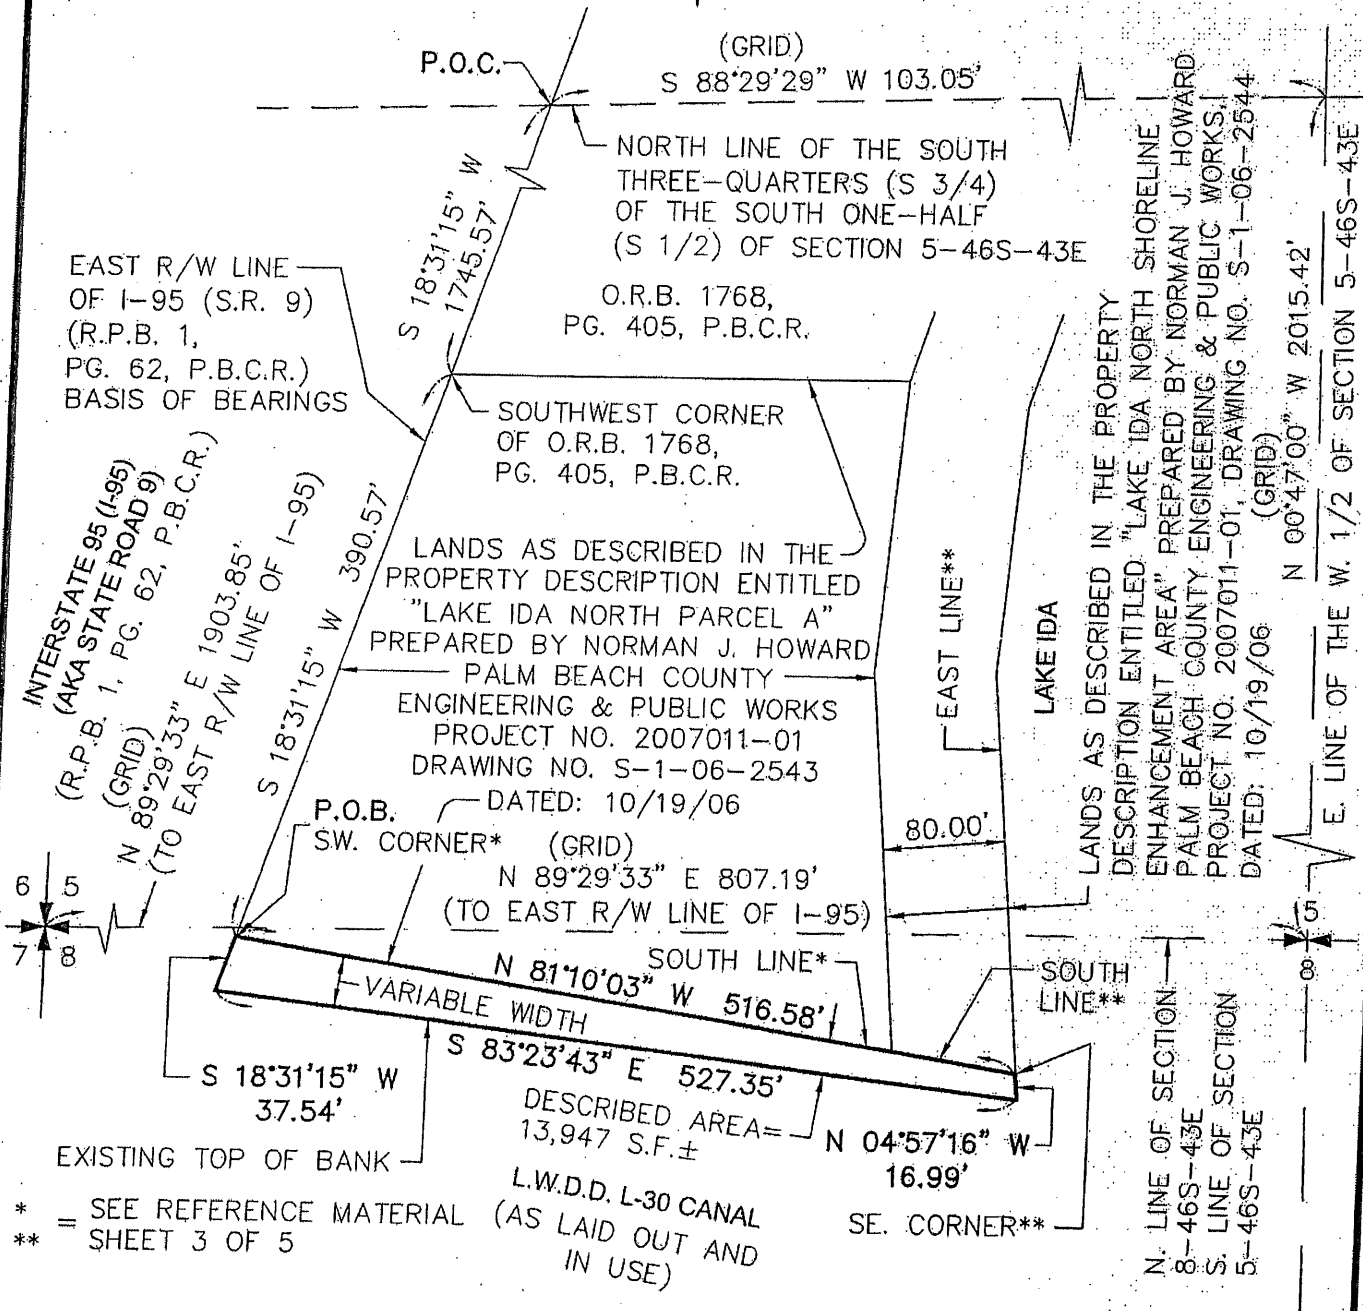 (GRID)
S 88°29'29" W 103.05'
P.O.C.
NORTH LINE OF THE SOUTH
THREE-QUARTERS (S 3/4)
OF THE SOUTH ONE-HALF
(S 1/2) OF SECTION 5-46S-43E
S 18°31'15" W
1745.57'
EAST R/W LINE
OF I-95 (S.R. 9)
(R.P.B. 1,
PG. 62, P.B.C.R.)
BASIS OF BEARINGS
O.R.B. 1768,
PG. 405, P.B.C.R.
SOUTHWEST CORNER
OF O.R.B. 1768,
PG. 405, P.B.C.R.
INTERSTATE 95 (I-95)
(AKA STATE ROAD 9)
(R.P.B. 1, PG. 62, P.B.C.R.)
(GRID)
N 89°29'33" E 1903.85'
(TO EAST R/W LINE OF I-95)
S 18°31'15" W 390.57'
LANDS AS DESCRIBED IN THE
PROPERTY DESCRIPTION ENTITLED
"LAKE IDA NORTH PARCEL A"
PREPARED BY NORMAN J. HOWARD
PALM BEACH COUNTY
ENGINEERING & PUBLIC WORKS
PROJECT NO. 2007011-01
DRAWING NO. S-1-06-2543
DATED: 10/19/06
EAST LINE**
LAKE IDA
LANDS AS DESCRIBED IN THE PROPERTY
DESCRIPTION ENTITLED "LAKE IDA NORTH SHORELINE
ENHANCEMENT AREA" PREPARED BY NORMAN J. HOWARD
PALM BEACH COUNTY ENGINEERING & PUBLIC WORKS,
PROJECT NO. 2007011-01, DRAWING NO. S-1-06-2544
DATED: 10/19/06
(GRID)
N 00°47'00" W 2015.42'
E. LINE OF THE W. 1/2 OF SECTION 5-46S-43E
P.O.B.
S.W. CORNER*
(GRID)
N 89°29'33" E 807.19'
(TO EAST R/W LINE OF I-95)
80.00'
6 5
7 8
5
8
N 81°10'03" W 516.58'
SOUTH LINE*
SOUTH
LINE**
VARIABLE WIDTH
S 83°23'43" E 527.35'
S 18°31'15" W
37.54'
DESCRIBED AREA=
13,947 S.F.±
N 04°57'16" W
16.99'
EXISTING TOP OF BANK
L.W.D.D. L-30 CANAL
(AS LAID OUT AND
IN USE)
SE. CORNER**
N. LINE OF SECTION
8-46S-43E
S. LINE OF SECTION
5-46S-43E
* = SEE REFERENCE MATERIAL
** SHEET 3 OF 5